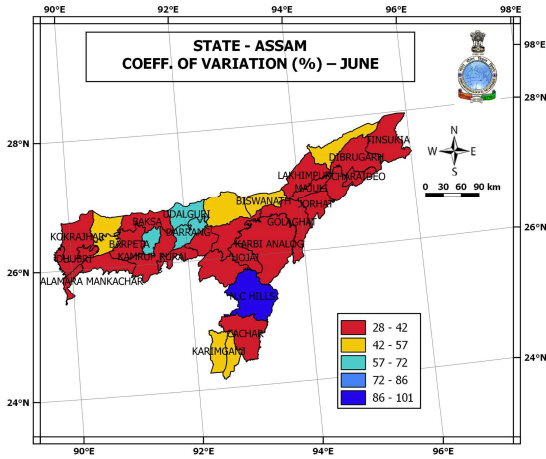 90°E 92°E 94°E 96°E 98°E
STATE - ASSAM
COEFF. OF VARIATION (%) – JUNE
98°E
28°N
28°N
N
W E
S
0 30 60 90 km
TINSUKIA
DIBRUGARH
LAKHIMPUR CHARAIDEO
MAJULI
BISWANATH JORHAT
UDALGURI
BAKSA GOLAGHAT
DARRANG
KOKRAJHAR BARPETA KARBI ANALOG
DHUBRI KAMRUP RURAL HOJAI
26°N
26°N
ALAMARA MANKACHAR
N.C HILLS
CACHAR
KARIMGANJ
28 - 42
42 - 57
57 - 72
72 - 86
86 - 101
24°N
24°N
90°E 92°E 94°E 96°E